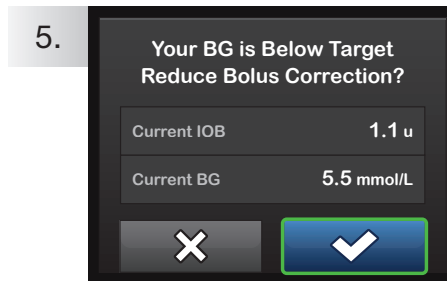 5.
Your BG is Below Target
Reduce Bolus Correction?
Current IOB 1.1 u
Current BG 5.5 mmol/L